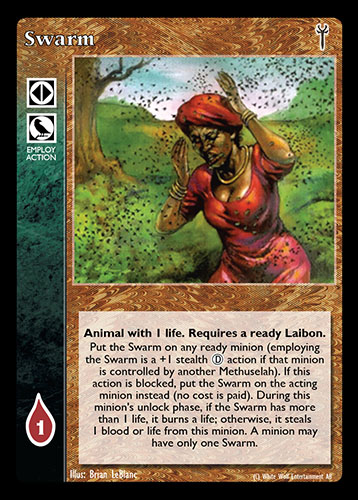 Swarm
EMPLOY
ACTION
Animal with 1 life. Requires a ready Laibon.
Put the Swarm on any ready minion (employing
the Swarm is a +1 stealth Ⓓ action if that minion
is controlled by another Methuselah). If this
action is blocked, put the Swarm on the acting
minion instead (no cost is paid). During this
minion's unlock phase, if the Swarm has more
than 1 life, it burns a life; otherwise, it steals
1 blood or life from this minion. A minion may
have only one Swarm.
1
Illus: Brian LeBlanc
(C) White Wolf Entertainment AB